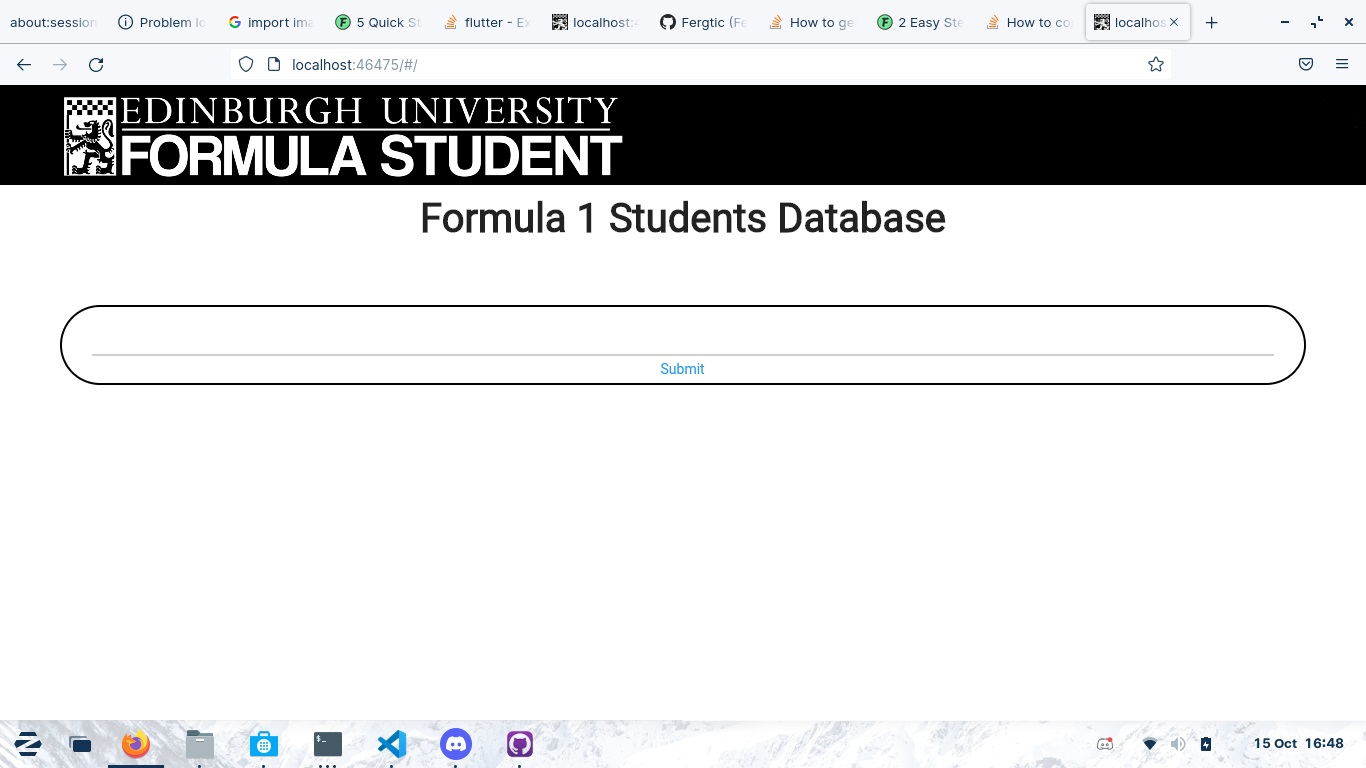 about:session
Problem lo
import ima
5 Quick St
flutter - Ex
localhost:4
Fergtic (Fe
How to ge
2 Easy Ste
How to co
localhos
localhost:46475/#/
EDINBURGH UNIVERSITY
FORMULA STUDENT
Formula 1 Students Database
Submit
15 Oct 16:48